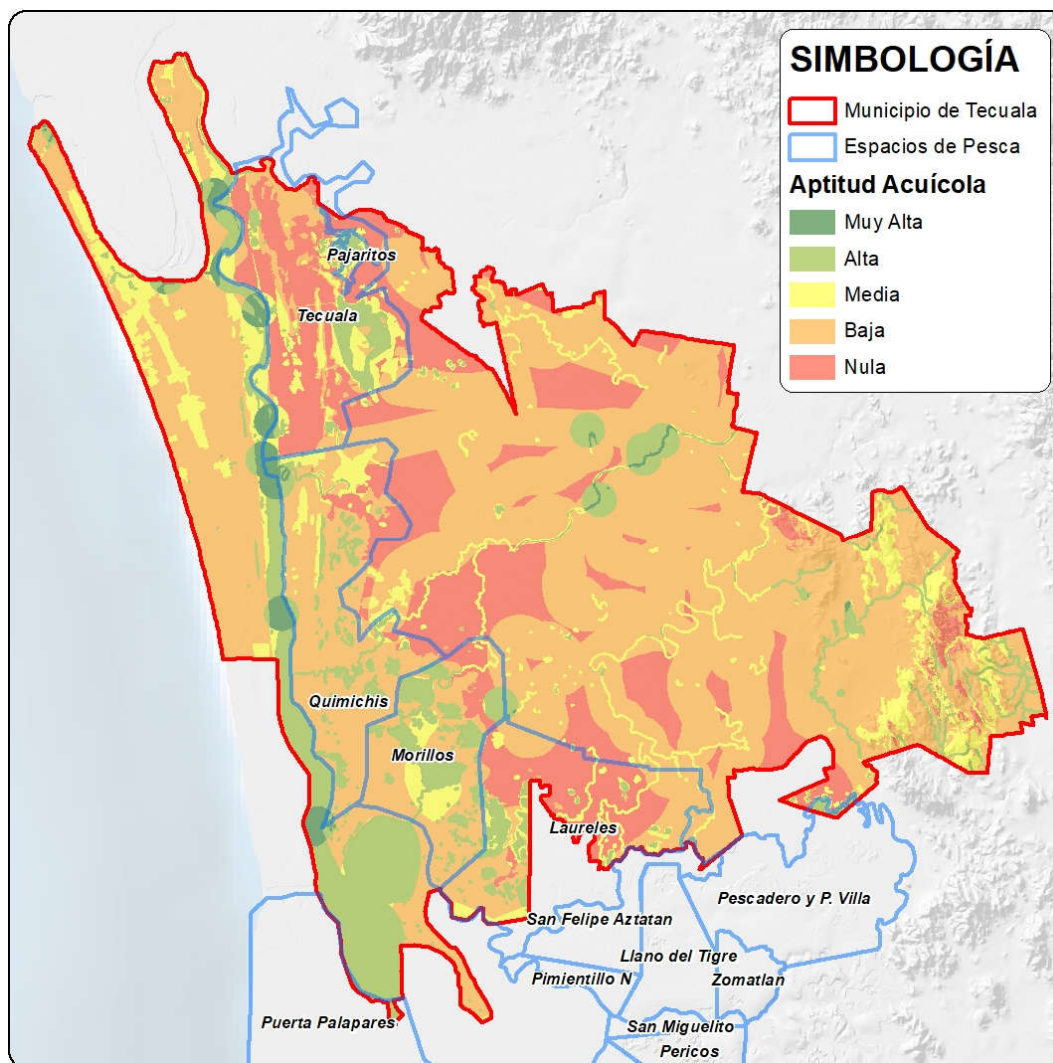 SIMBOLOGÍA
Municipio de Tecuala
Espacios de Pesca
Aptitud Acuícola
Muy Alta
Alta
Media
Baja
Nula
Pajaritos
Tecuala
Quimichis
Morillos
Laureles
Pescadero y P. Villa
San Felipe Aztatan
Llano del Tigre
Pimientillo N
Zomatlan
Puerta Palapares
San Miguelito
Pericos